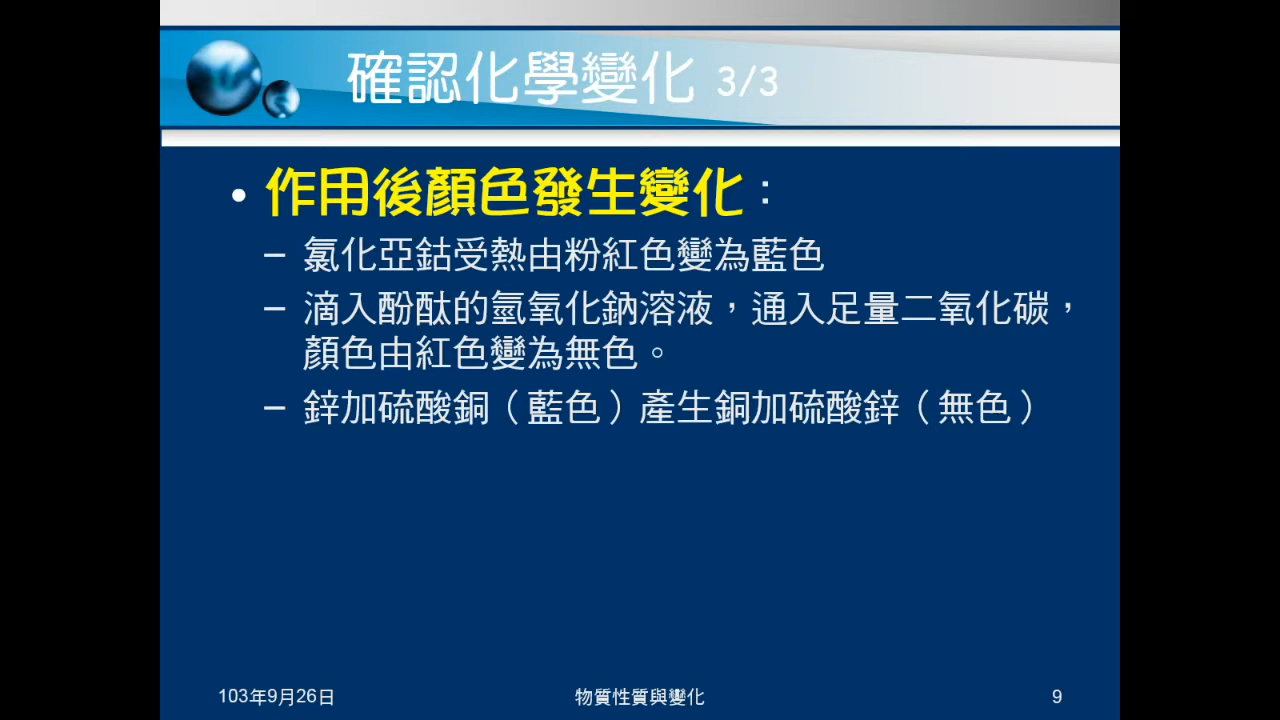 確認化學變化 3/3
• 作用後顏色發生變化：
– 氯化亞鈷受熱由粉紅色變為藍色
– 滴入酚酞的氫氧化鈉溶液，通入足量二氧化碳，
顏色由紅色變為無色。
– 鋅加硫酸銅（藍色）產生銅加硫酸鋅（無色）
103年9月26日
物質性質與變化
9